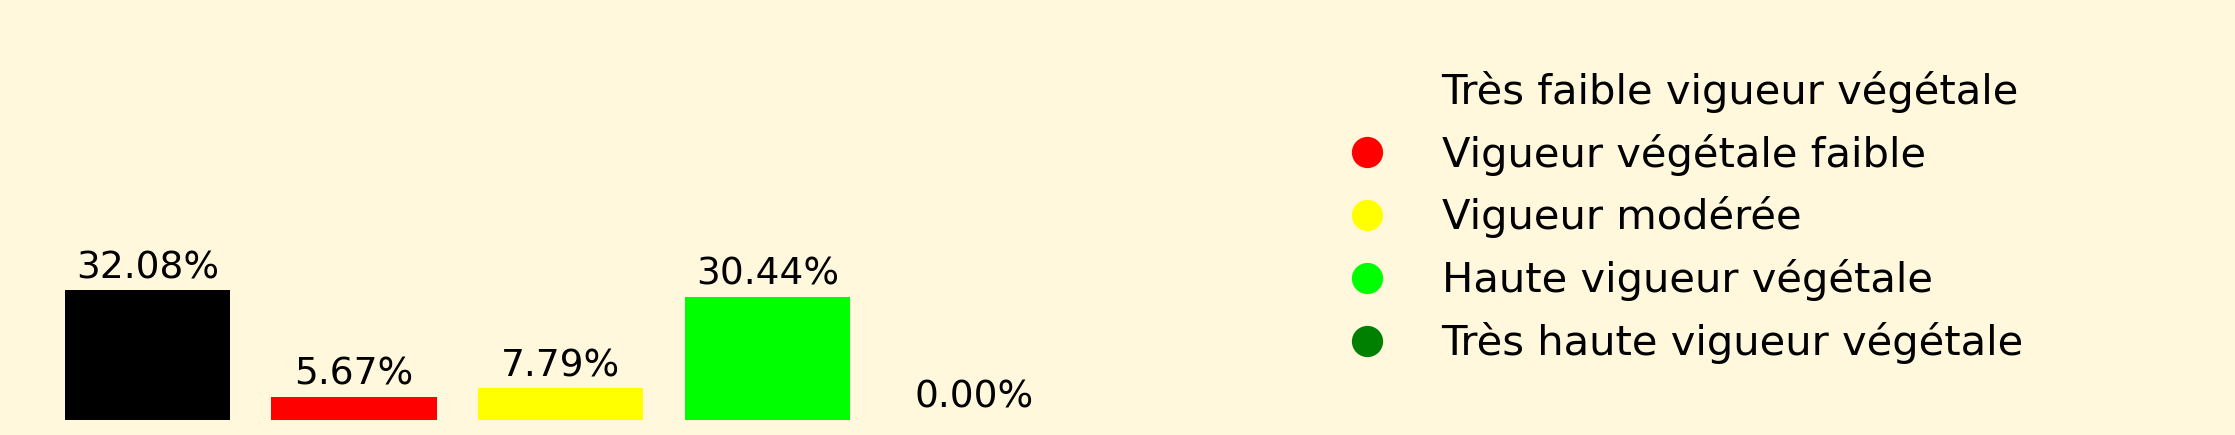 32.08%
5.67%
7.79%
30.44%
0.00%
Très faible vigueur végétale
Vigueur végétale faible
Vigueur modérée
Haute vigueur végétale
Très haute vigueur végétale